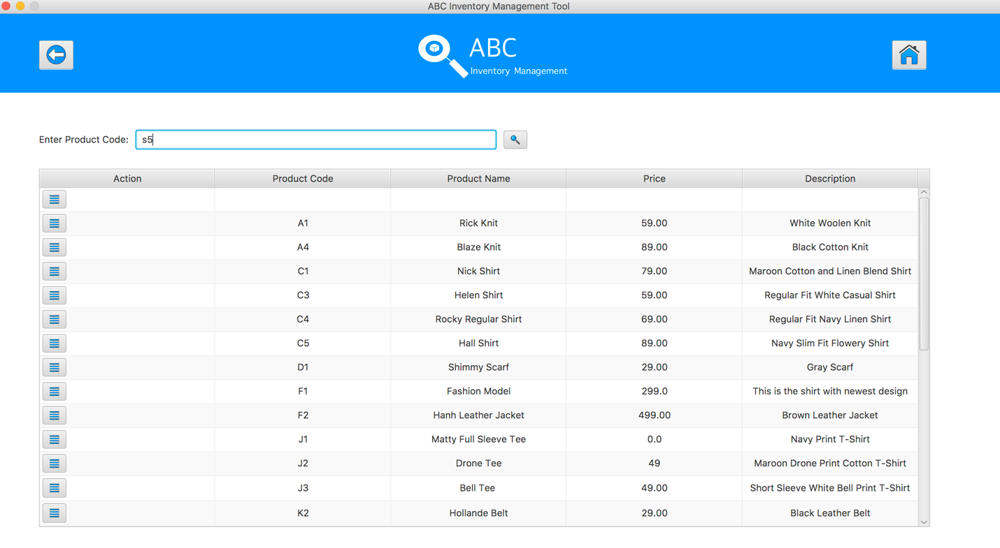 ABC Inventory Management Tool
ABC
Inventory Management
Enter Product Code: s5
Action Product Code Product Name Price Description
A1 Rick Knit 59.00 White Woolen Knit
A4 Blaze Knit 89.00 Black Cotton Knit
C1 Nick Shirt 79.00 Maroon Cotton and Linen Blend Shirt
C3 Helen Shirt 59.00 Regular Fit White Casual Shirt
C4 Rocky Regular Shirt 69.00 Regular Fit Navy Linen Shirt
C5 Hall Shirt 89.00 Navy Slim Fit Flowery Shirt
D1 Shimmy Scarf 29.00 Gray Scarf
F1 Fashion Model 299.0 This is the shirt with newest design
F2 Hanh Leather Jacket 499.00 Brown Leather Jacket
J1 Matty Full Sleeve Tee 0.0 Navy Print T-Shirt
J2 Drone Tee 49 Maroon Drone Print Cotton T-Shirt
J3 Bell Tee 49.00 Short Sleeve White Bell Print T-Shirt
K2 Hollande Belt 29.00 Black Leather Belt